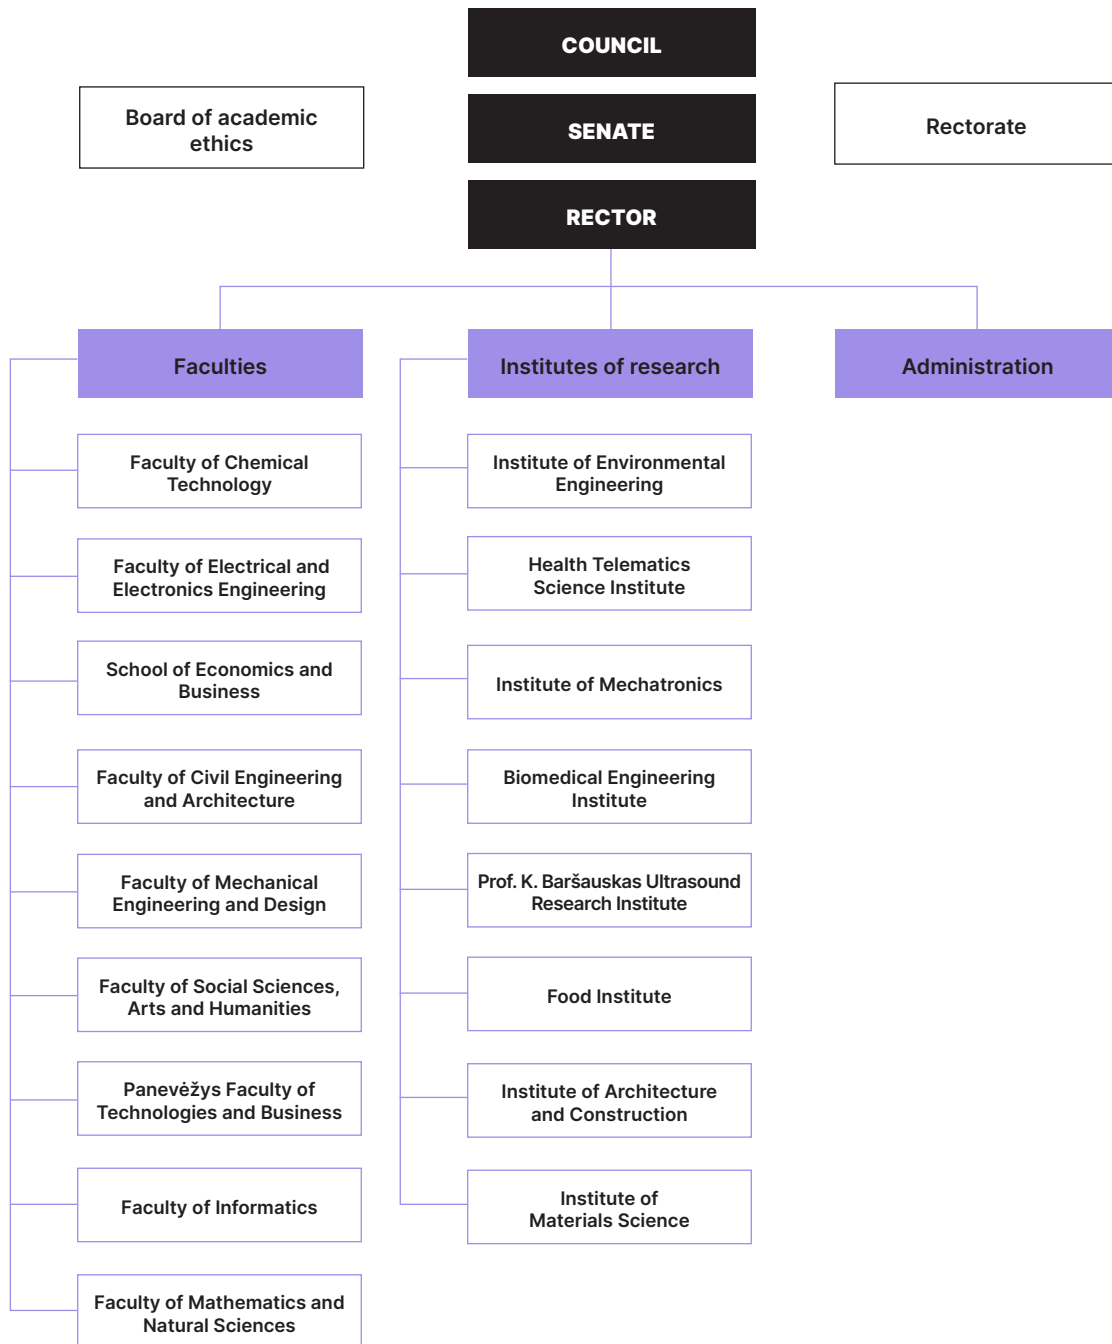 COUNCIL
Board of academic
ethics
SENATE
Rectorate
RECTOR
Faculties
Faculty of Chemical
Technology
Faculty of Electrical and
Electronics Engineering
School of Economics and
Business
Faculty of Civil Engineering
and Architecture
Faculty of Mechanical
Engineering and Design
Faculty of Social Sciences,
Arts and Humanities
Panevėžys Faculty of
Technologies and Business
Faculty of Informatics
Faculty of Mathematics and
Natural Sciences
Institutes of research
Institute of Environmental
Engineering
Health Telematics
Science Institute
Institute of Mechatronics
Biomedical Engineering
Institute
Prof. K. Baršauskas Ultrasound
Research Institute
Food Institute
Institute of Architecture
and Construction
Institute of
Materials Science
Administration